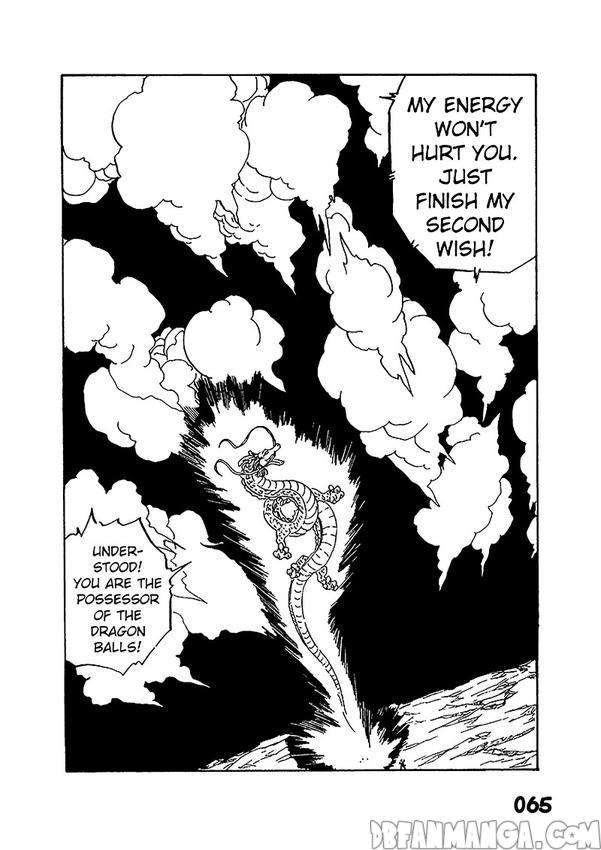 MY ENERGY
WON'T
HURT YOU.
JUST
FINISH MY
SECOND
WISH!
UNDER-
STOOD!
YOU ARE THE
POSSESSOR
OF THE
DRAGON
BALLS!
065
DBFANMANGA.COM